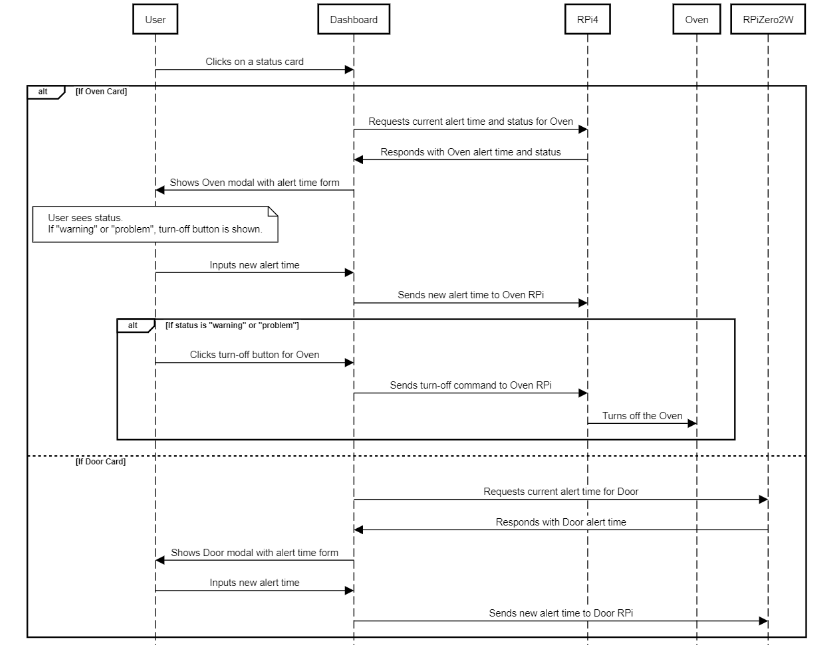 User
Dashboard
RPi4
Oven
RPiZero2W
Clicks on a status card
alt
[If Oven Card]
Requests current alert time and status for Oven
Responds with Oven alert time and status
Shows Oven modal with alert time form
User sees status.
If "warning" or "problem", turn-off button is shown.
Inputs new alert time
Sends new alert time to Oven RPi
alt
[If status is "warning" or "problem"]
Clicks turn-off button for Oven
Sends turn-off command to Oven RPi
Turns off the Oven
[If Door Card]
Requests current alert time for Door
Responds with Door alert time
Shows Door modal with alert time form
Inputs new alert time
Sends new alert time to Door RPi